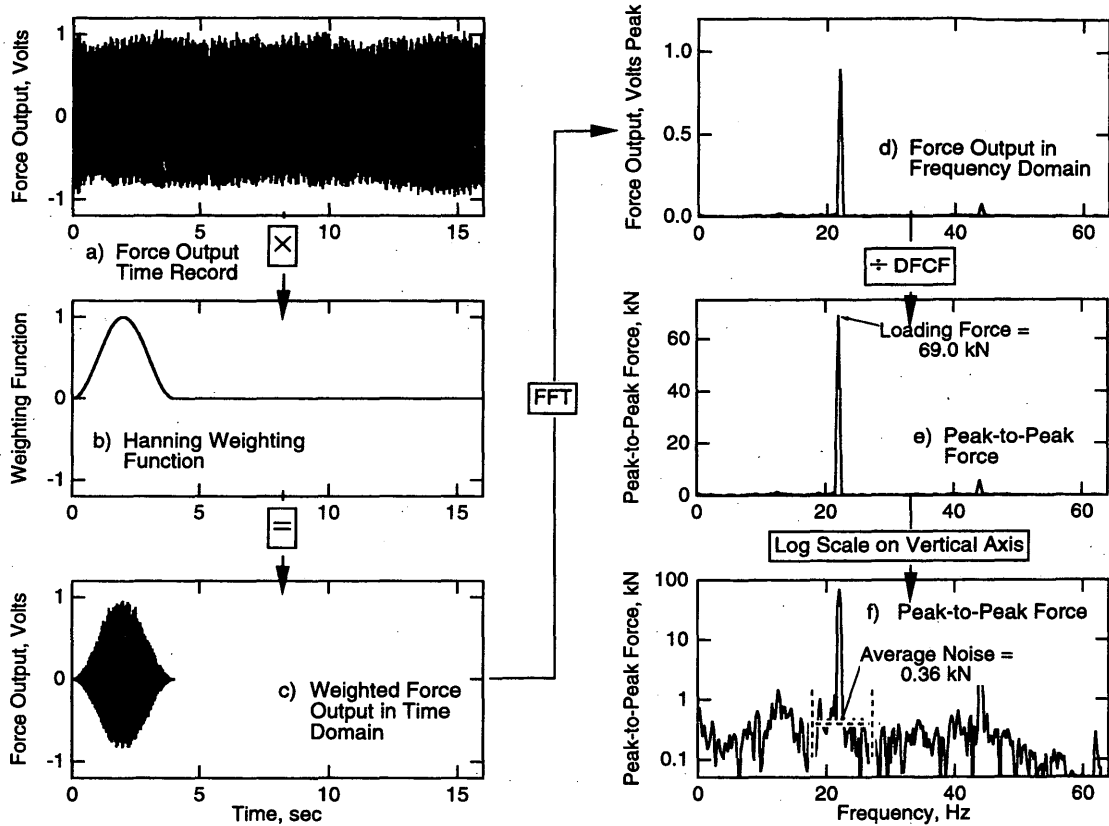 Force Output, Volts
1
0
-1
0
5
10
15
a) Force Output
Time Record
×
Weighting Function
1
0
-1
b) Hanning Weighting
Function
0
5
10
15
=
Force Output, Volts
1
0
-1
c) Weighted Force
Output in Time
Domain
0
5
10
15
Time, sec
FFT
Force Output, Volts Peak
1.0
0.5
0.0
d) Force Output in
Frequency Domain
0
20
40
60
÷ DFCF
Peak-to-Peak Force, kN
60
40
20
0
Loading Force =
69.0 kN
e) Peak-to-Peak
Force
0
20
40
60
Log Scale on Vertical Axis
Peak-to-Peak Force, kN
100
10
1
0.1
f) Peak-to-Peak Force
Average Noise =
0.36 kN
0
20
40
60
Frequency, Hz